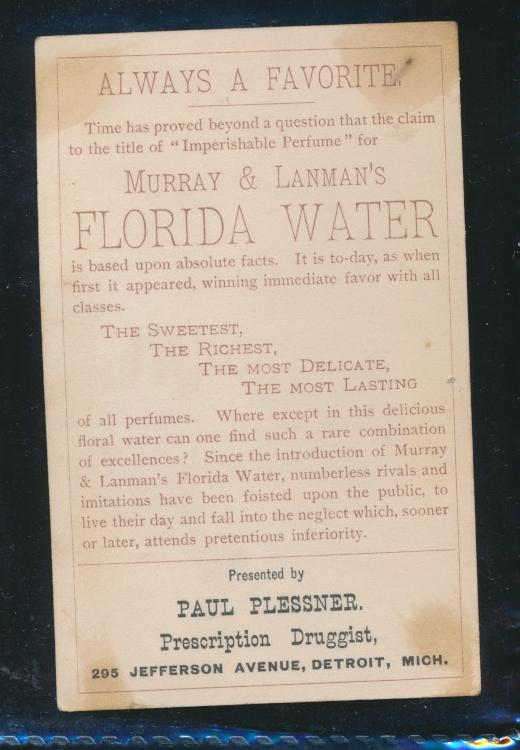 ALWAYS A FAVORITE.
Time has proved beyond a question that the claim
to the title of "Imperishable Perfume" for
MURRAY & LANMAN'S
FLORIDA WATER
is based upon absolute facts. It is to-day, as when
first it appeared, winning immediate favor with all
classes.
THE SWEETEST,
THE RICHEST,
THE MOST DELICATE,
THE MOST LASTING
of all perfumes. Where except in this delicious
floral water can one find such a rare combination
of excellences? Since the introduction of Murray
& Lanman's Florida Water, numberless rivals and
imitations have been foisted upon the public, to
live their day and fall into the neglect which, sooner
or later, attends pretentious inferiority.
Presented by
PAUL PLESSNER.
Prescription Druggist,
295 JEFFERSON AVENUE, DETROIT, MICH.